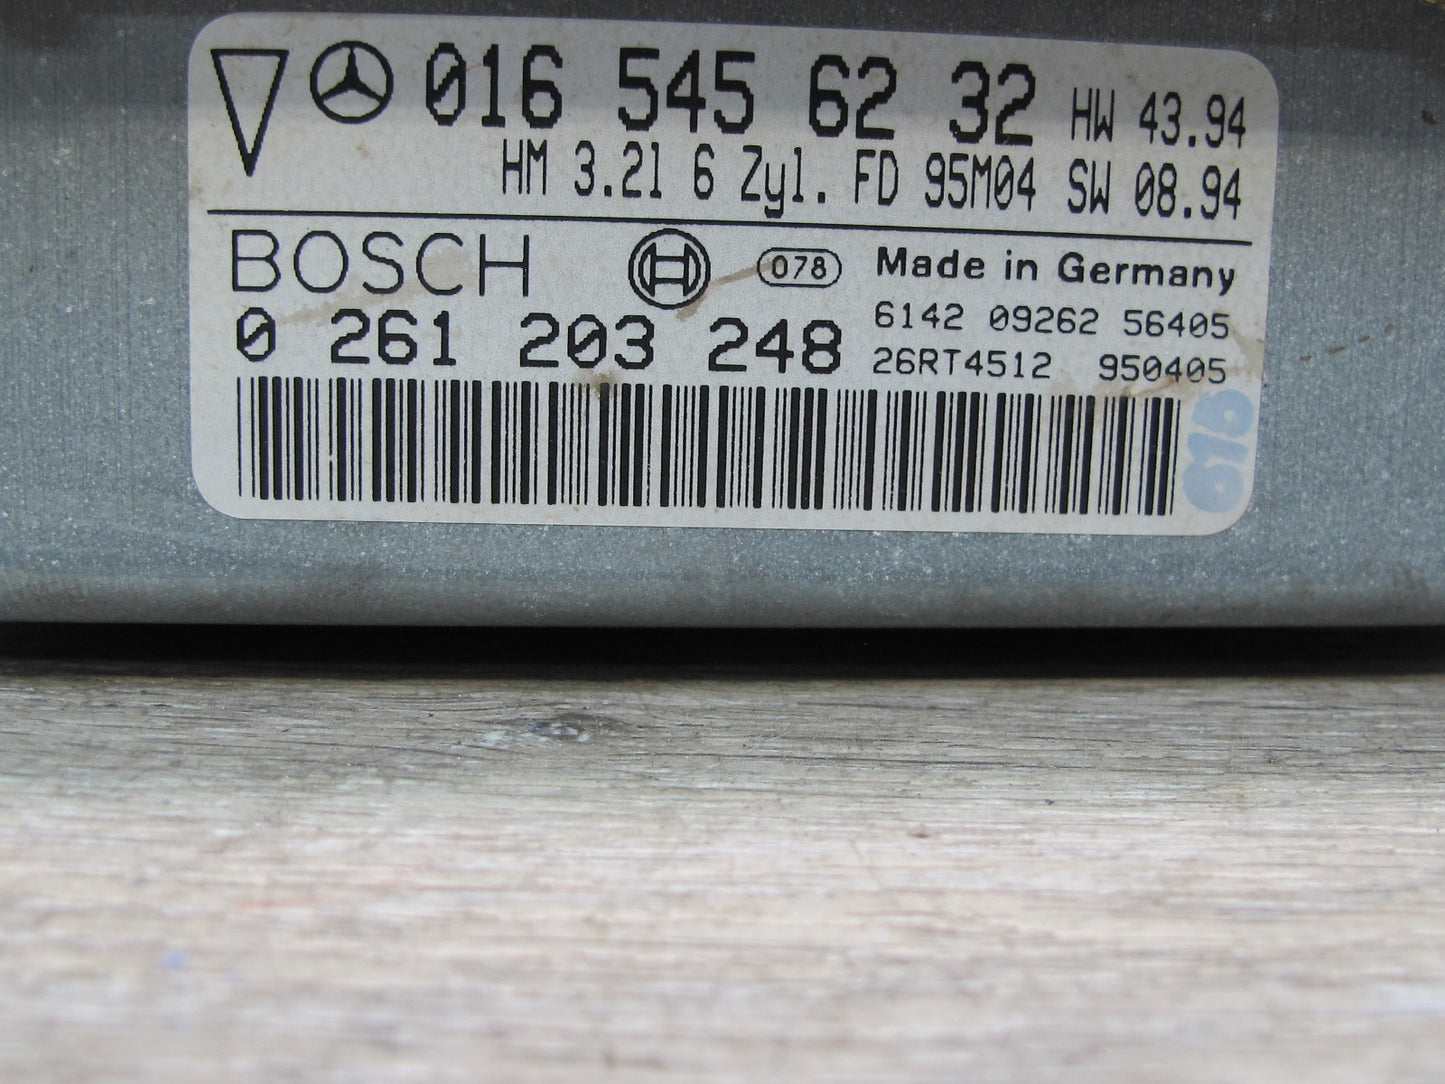 016 545 62 32 HW 43.94
HM 3.2l 6 Zyl. FD 95M04 SW 08.94
BOSCH 078 Made in Germany
6142 09262 56405
0 261 203 248
26RT4512 950405